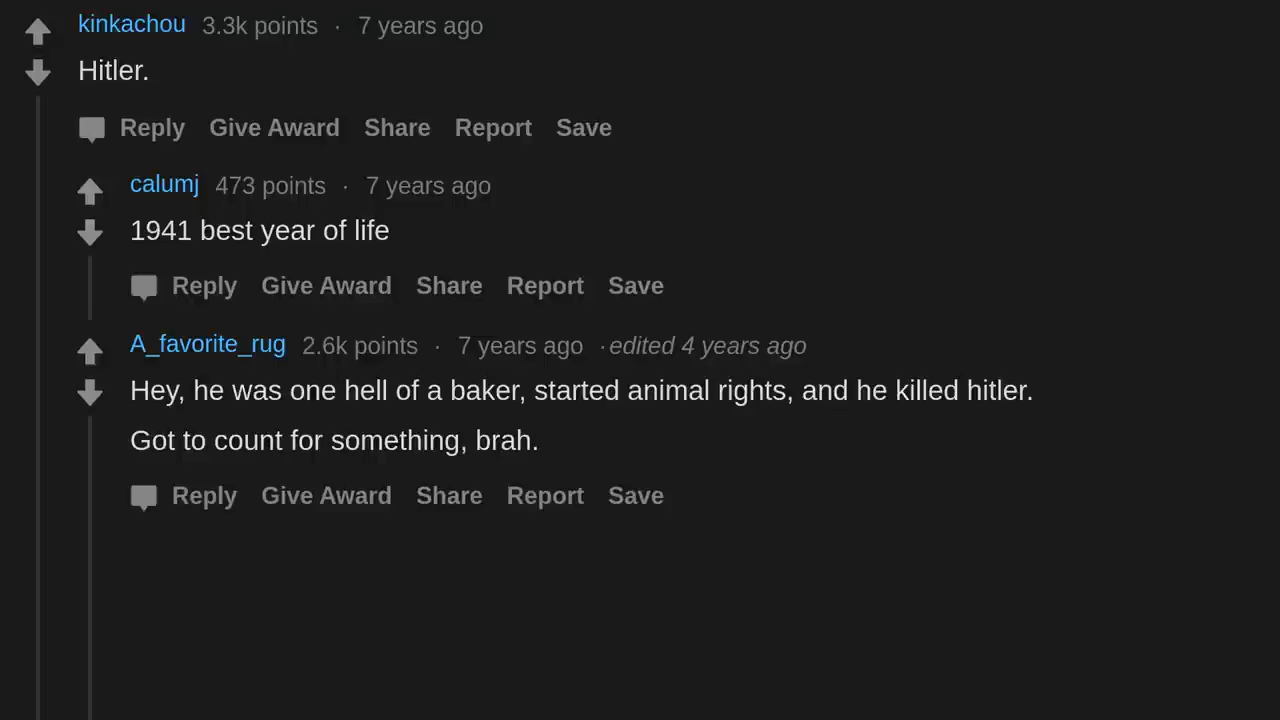 kinkachou 3.3k points · 7 years ago
Hitler.
Reply Give Award Share Report Save
calumj 473 points · 7 years ago
1941 best year of life
Reply Give Award Share Report Save
A_favorite_rug 2.6k points · 7 years ago · edited 4 years ago
Hey, he was one hell of a baker, started animal rights, and he killed hitler.
Got to count for something, brah.
Reply Give Award Share Report Save